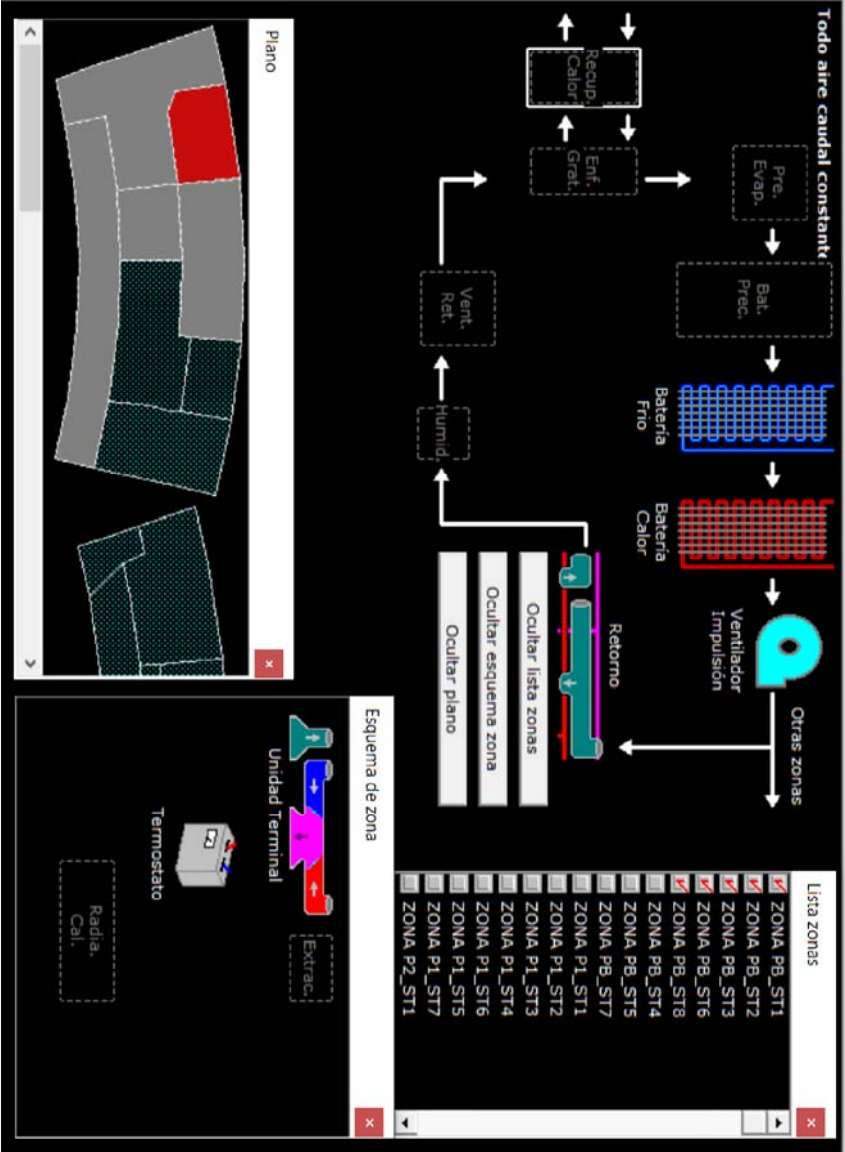 Todo aire caudal constante
Recup.
Calor
Enf.
Grat.
Pre.
Evap.
Bat.
Prec.
Batería
Frio
Batería
Calor
Ventilador
Impulsión
Otras zonas
Vent.
Ret.
Humid.
Retorno
Ocultar lista zonas
Ocultar esquema zona
Ocultar plano
Lista zonas
ZONA PB_ST1
ZONA PB_ST2
ZONA PB_ST3
ZONA PB_ST6
ZONA PB_ST8
ZONA PB_ST4
ZONA PB_ST5
ZONA PB_ST7
ZONA P1_ST1
ZONA P1_ST2
ZONA P1_ST3
ZONA P1_ST4
ZONA P1_ST6
ZONA P1_ST5
ZONA P1_ST7
ZONA P2_ST1
Plano
Esquema de zona
Unidad Terminal
Extrac.
Termostato
Radia.
Cal.